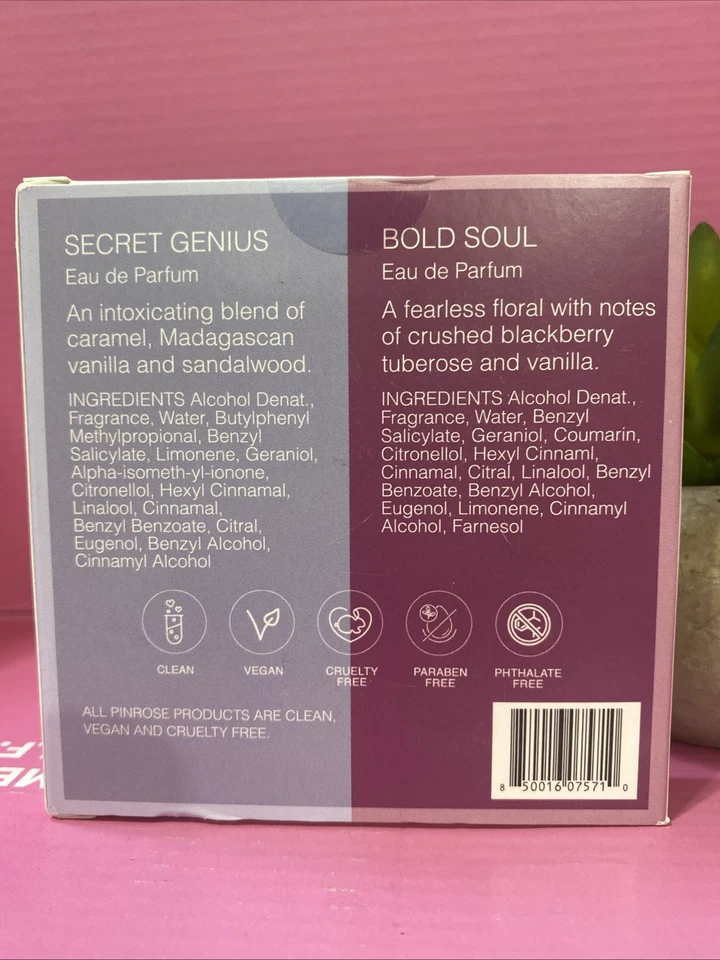 SECRET GENIUS
Eau de Parfum
An intoxicating blend of
caramel, Madagascan
vanilla and sandalwood.
INGREDIENTS Alcohol Denat.,
Fragrance, Water, Butylphenyl
Methylpropional, Benzyl
Salicylate, Limonene, Geraniol,
Alpha-isometh-yl-ionone,
Citronellol, Hexyl Cinnamal,
Linalool, Cinnamal,
Benzyl Benzoate, Citral,
Eugenol, Benzyl Alcohol,
Cinnamyl Alcohol
BOLD SOUL
Eau de Parfum
A fearless floral with notes
of crushed blackberry
tuberose and vanilla.
INGREDIENTS Alcohol Denat.,
Fragrance, Water, Benzyl
Salicylate, Geraniol, Coumarin,
Citronellol, Hexyl Cinnaml,
Cinnamal, Citral, Linalool, Benzyl
Benzoate, Benzyl Alcohol,
Eugenol, Limonene, Cinnamyl
Alcohol, Farnesol
CLEAN
VEGAN
CRUELTY
FREE
PARABEN
FREE
PHTHALATE
FREE
ALL PINROSE PRODUCTS ARE CLEAN,
VEGAN AND CRUELTY FREE.
8 50016 07571 0